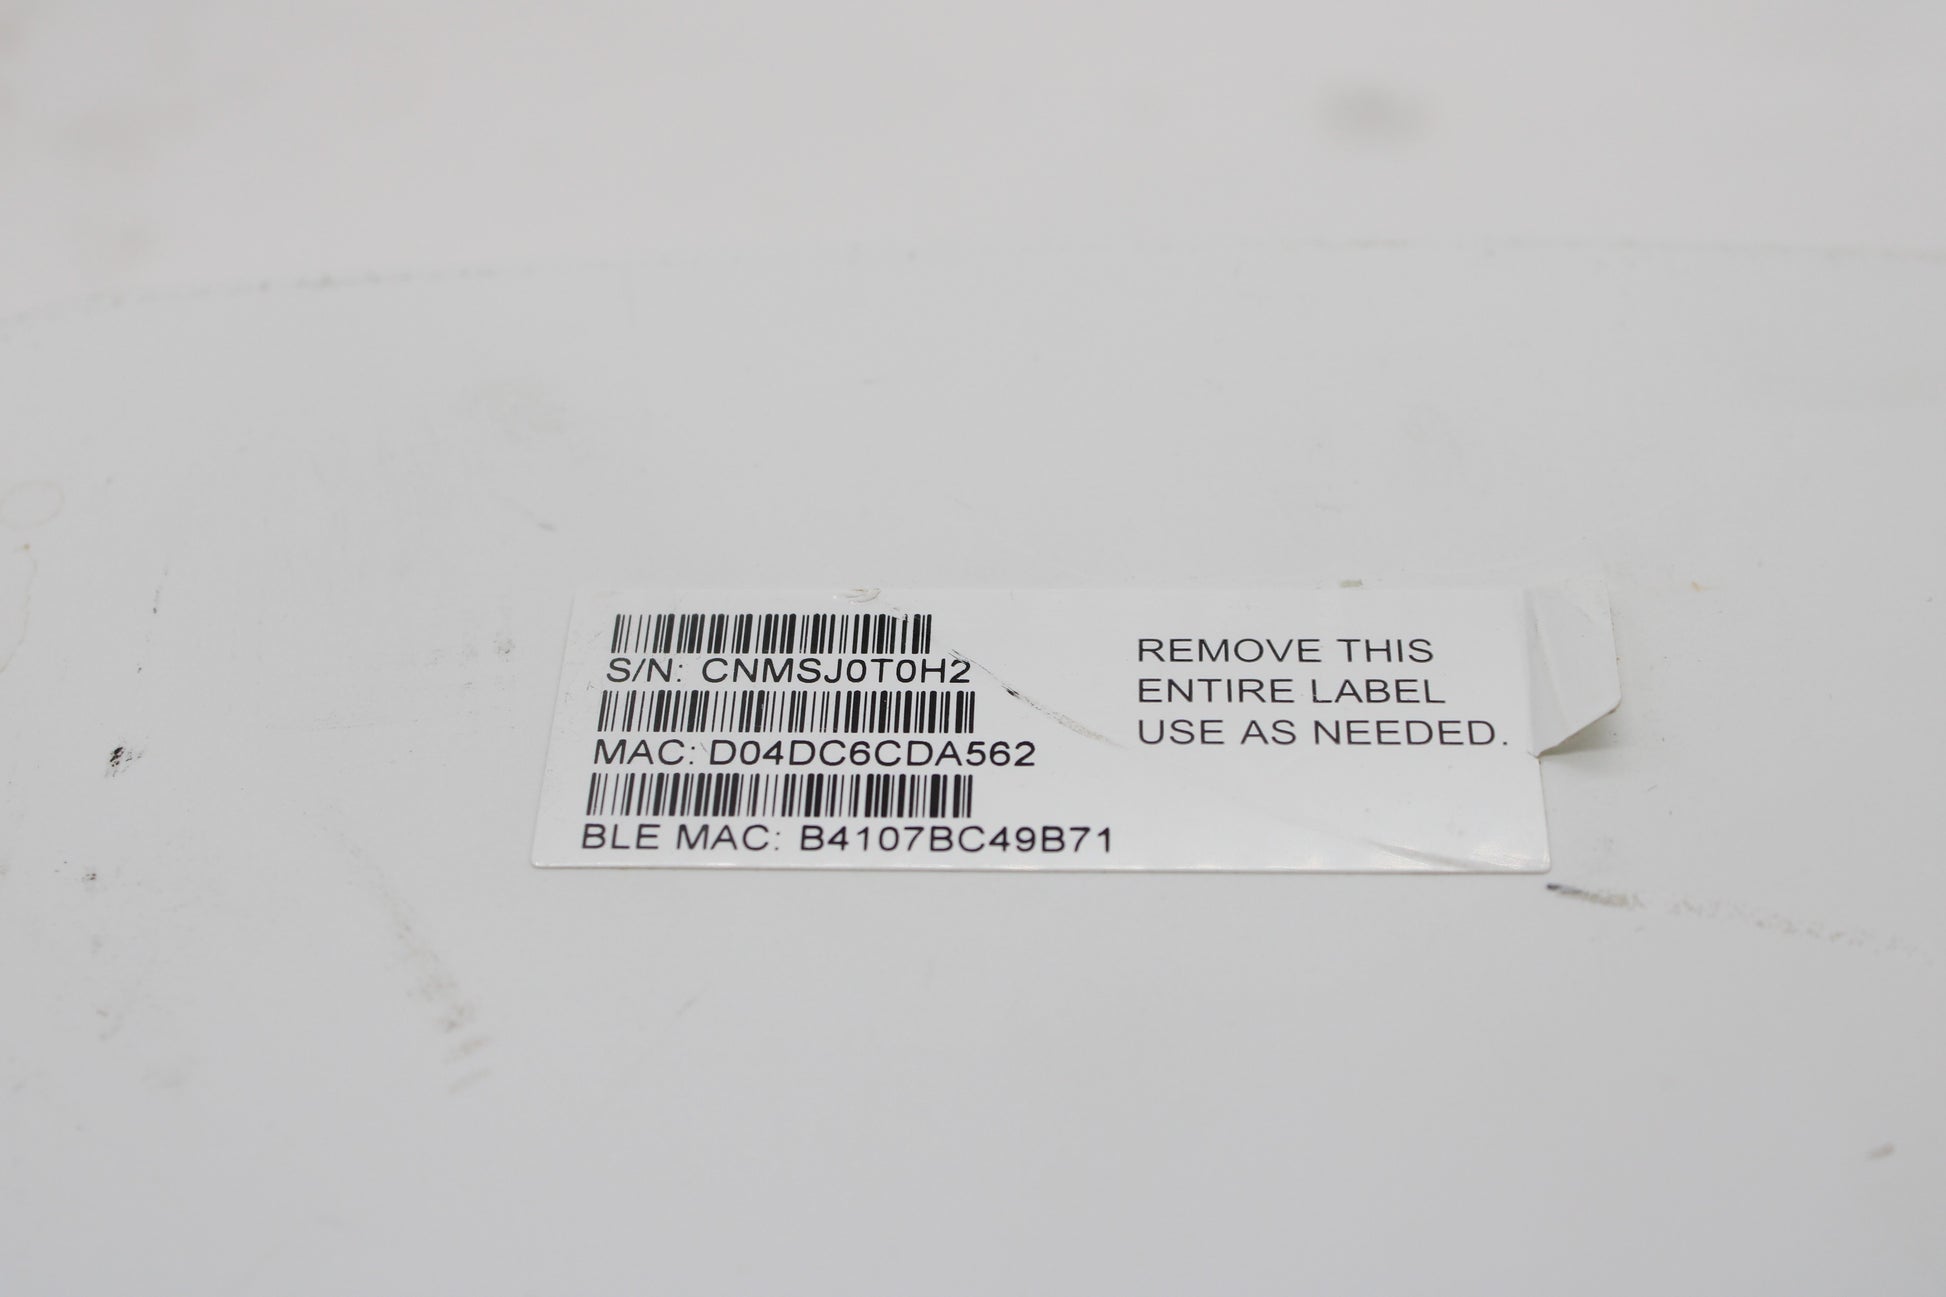 S/N: CNMSJ0T0H2
MAC: D04DC6CDA562
BLE MAC: B4107BC49B71
REMOVE THIS
ENTIRE LABEL
USE AS NEEDED.